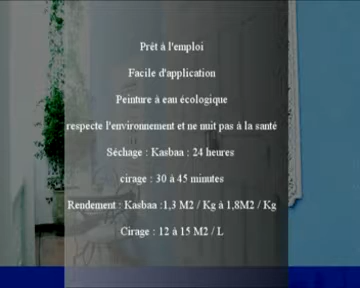 Prêt à l'emploi
Facile d'application
Peinture à eau écologique
respecte l'environnement et ne nuit pas à la santé
Séchage : Kasbaa : 24 heures
cirage : 30 à 45 minutes
Rendement : Kasbaa :1,3 M2 / Kg à 1,8M2 / Kg
Cirage : 12 à 15 M2 / L